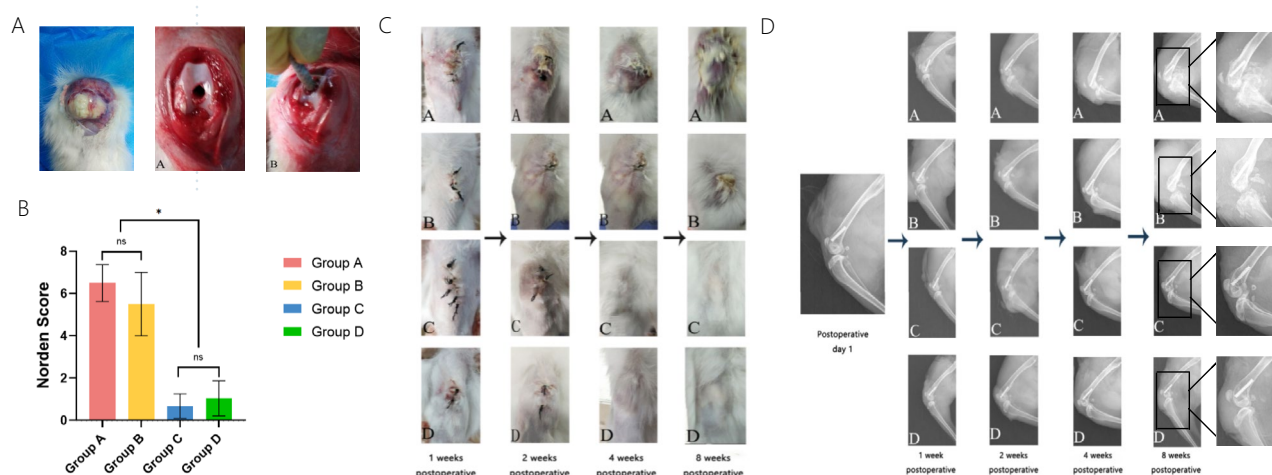 A
A
B
B
*
ns
ns
8
6
4
2
0
Norden Score
Group A
Group B
Group C
Group D
Group A
Group B
Group C
Group D
C
A
A
A
A
B
B
B
B
C
C
C
C
D
D
D
D
1 weeks
postoperative
2 weeks
postoperative
4 weeks
postoperative
8 weeks
postoperative
D
Postoperative
day 1
A
A
A
A
B
B
B
B
C
C
C
C
D
D
D
D
1 week
postoperative
2 weeks
postoperative
4 weeks
postoperative
8 weeks
postoperative